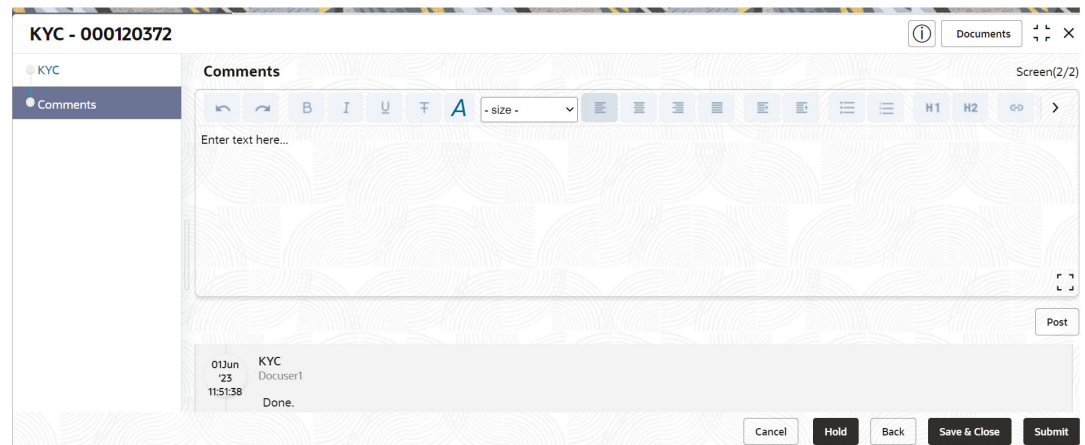 KYC - 000120372
Documents
KYC
Comments
Comments
Screen(2/2)
B I U T A - size - H1 H2
Enter text here...
Post
01Jun
'23
11:51:38
KYC
Docuser1
Done.
Cancel Hold Back Save & Close Submit